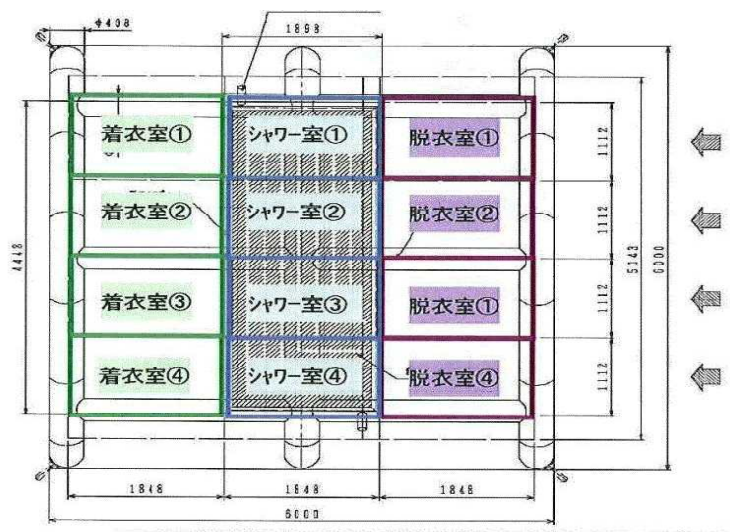 φ408
1898
着衣室①
シャワー室①
脱衣室①
1112
着衣室②
シャワー室②
脱衣室②
1112
4448
5143
6000
着衣室③
シャワー室③
脱衣室①
1112
着衣室④
シャワー室④
脱衣室④
1112
1848
1848
1848
6000